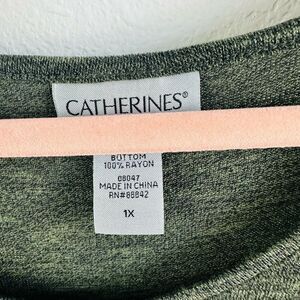 CATHERINES®
BOTTOM
100% RAYON
08047
MADE IN CHINA
RN#88842
1X